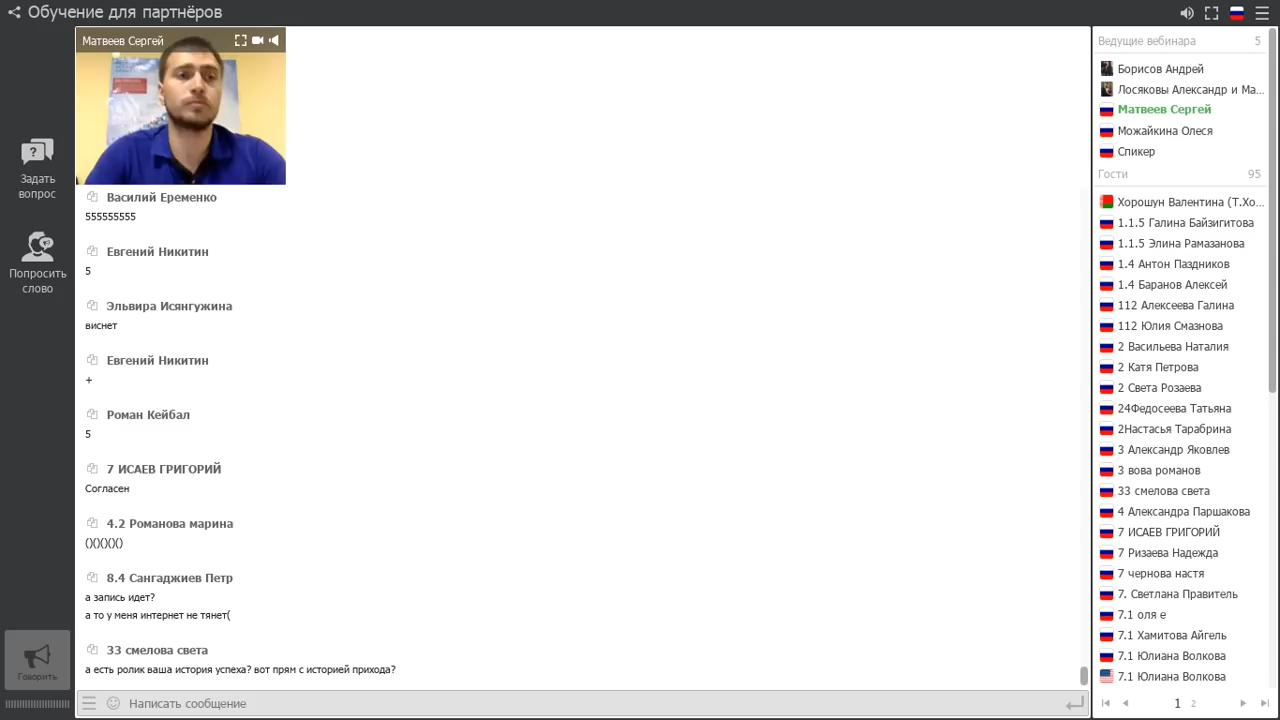 Обучение для партнёров
Матвеев Сергей
Задать
вопрос
Попросить
слово
Говорить
Василий Еременко
555555555
Евгений Никитин
5
Эльвира Исянгужина
виснет
Евгений Никитин
+
Роман Кейбал
5
7 ИСАЕВ ГРИГОРИЙ
Согласен
4.2 Романова марина
()()()()()
8.4 Сангаджиев Петр
а запись идет?
а то у меня интернет не тянет(
33 смелова света
а есть ролик ваша история успеха? вот прям с историей прихода?
Написать сообщение
Ведущие вебинара 5
Борисов Андрей
Лосяковы Александр и Ма...
Матвеев Сергей
Можайкина Олеся
Спикер
Гости 95
Хорошун Валентина (Т.Хо...
1.1.5 Галина Байзигитова
1.1.5 Элина Рамазанова
1.4 Антон Паздников
1.4 Баранов Алексей
112 Алексеева Галина
112 Юлия Смазнова
2 Васильева Наталия
2 Катя Петрова
2 Света Розаева
24Федосеева Татьяна
2Настасья Тарабрина
3 Александр Яковлев
3 вова романов
33 смелова света
4 Александра Паршакова
7 ИСАЕВ ГРИГОРИЙ
7 Ризаева Надежда
7 чернова настя
7. Светлана Правитель
7.1 оля е
7.1 Хамитова Айгель
7.1 Юлиана Волкова
7.1 Юлиана Волкова
1 2